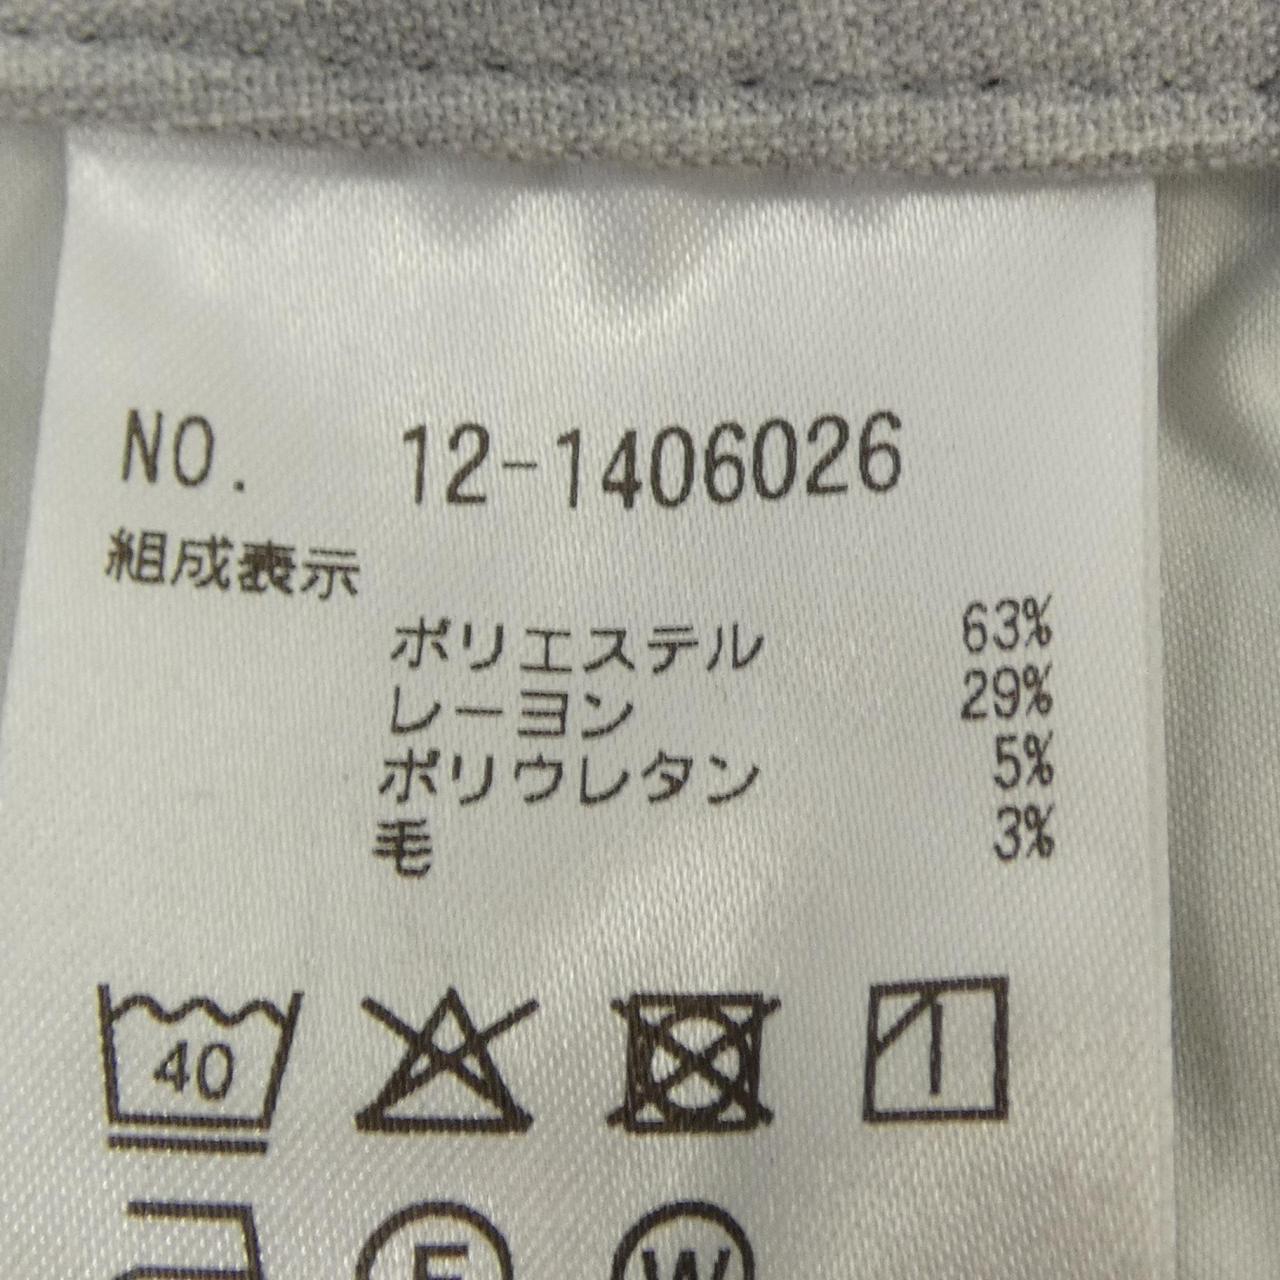 NO. 12-1406026
組成表示
ポリエステル 63%
レーヨン 29%
ポリウレタン 5%
毛 3%
40
W